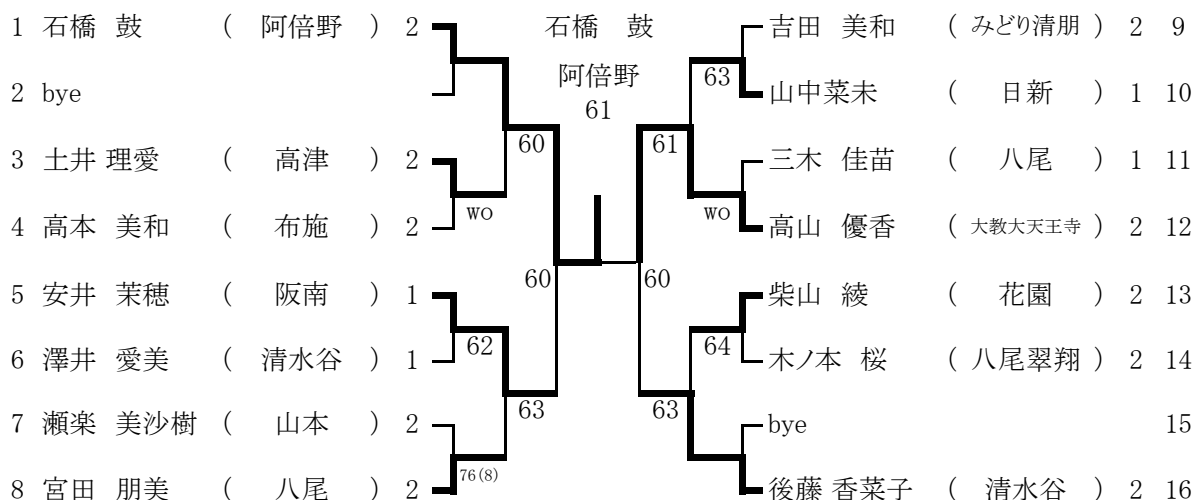 1 石橋 鼓 ( 阿倍野 ) 2 石橋 鼓 吉田 美和 ( みどり清朋 ) 2 9
阿倍野 63
2 bye 61 山中菜未 ( 日新 ) 1 10
60 61
3 土井 理愛 ( 高津 ) 2 三木 佳苗 ( 八尾 ) 1 11
wo wo
4 高本 美和 ( 布施 ) 2 高山 優香 ( 大教大天王寺 ) 2 12
60 60
5 安井 茉穂 ( 阪南 ) 1 柴山 綾 ( 花園 ) 2 13
62 64
6 澤井 愛美 ( 清水谷 ) 1 木ノ本 桜 ( 八尾翠翔 ) 2 14
63 63
7 瀬楽 美沙樹 ( 山本 ) 2 bye 15
76(8)
8 宮田 朋美 ( 八尾 ) 2 後藤 香菜子 ( 清水谷 ) 2 16